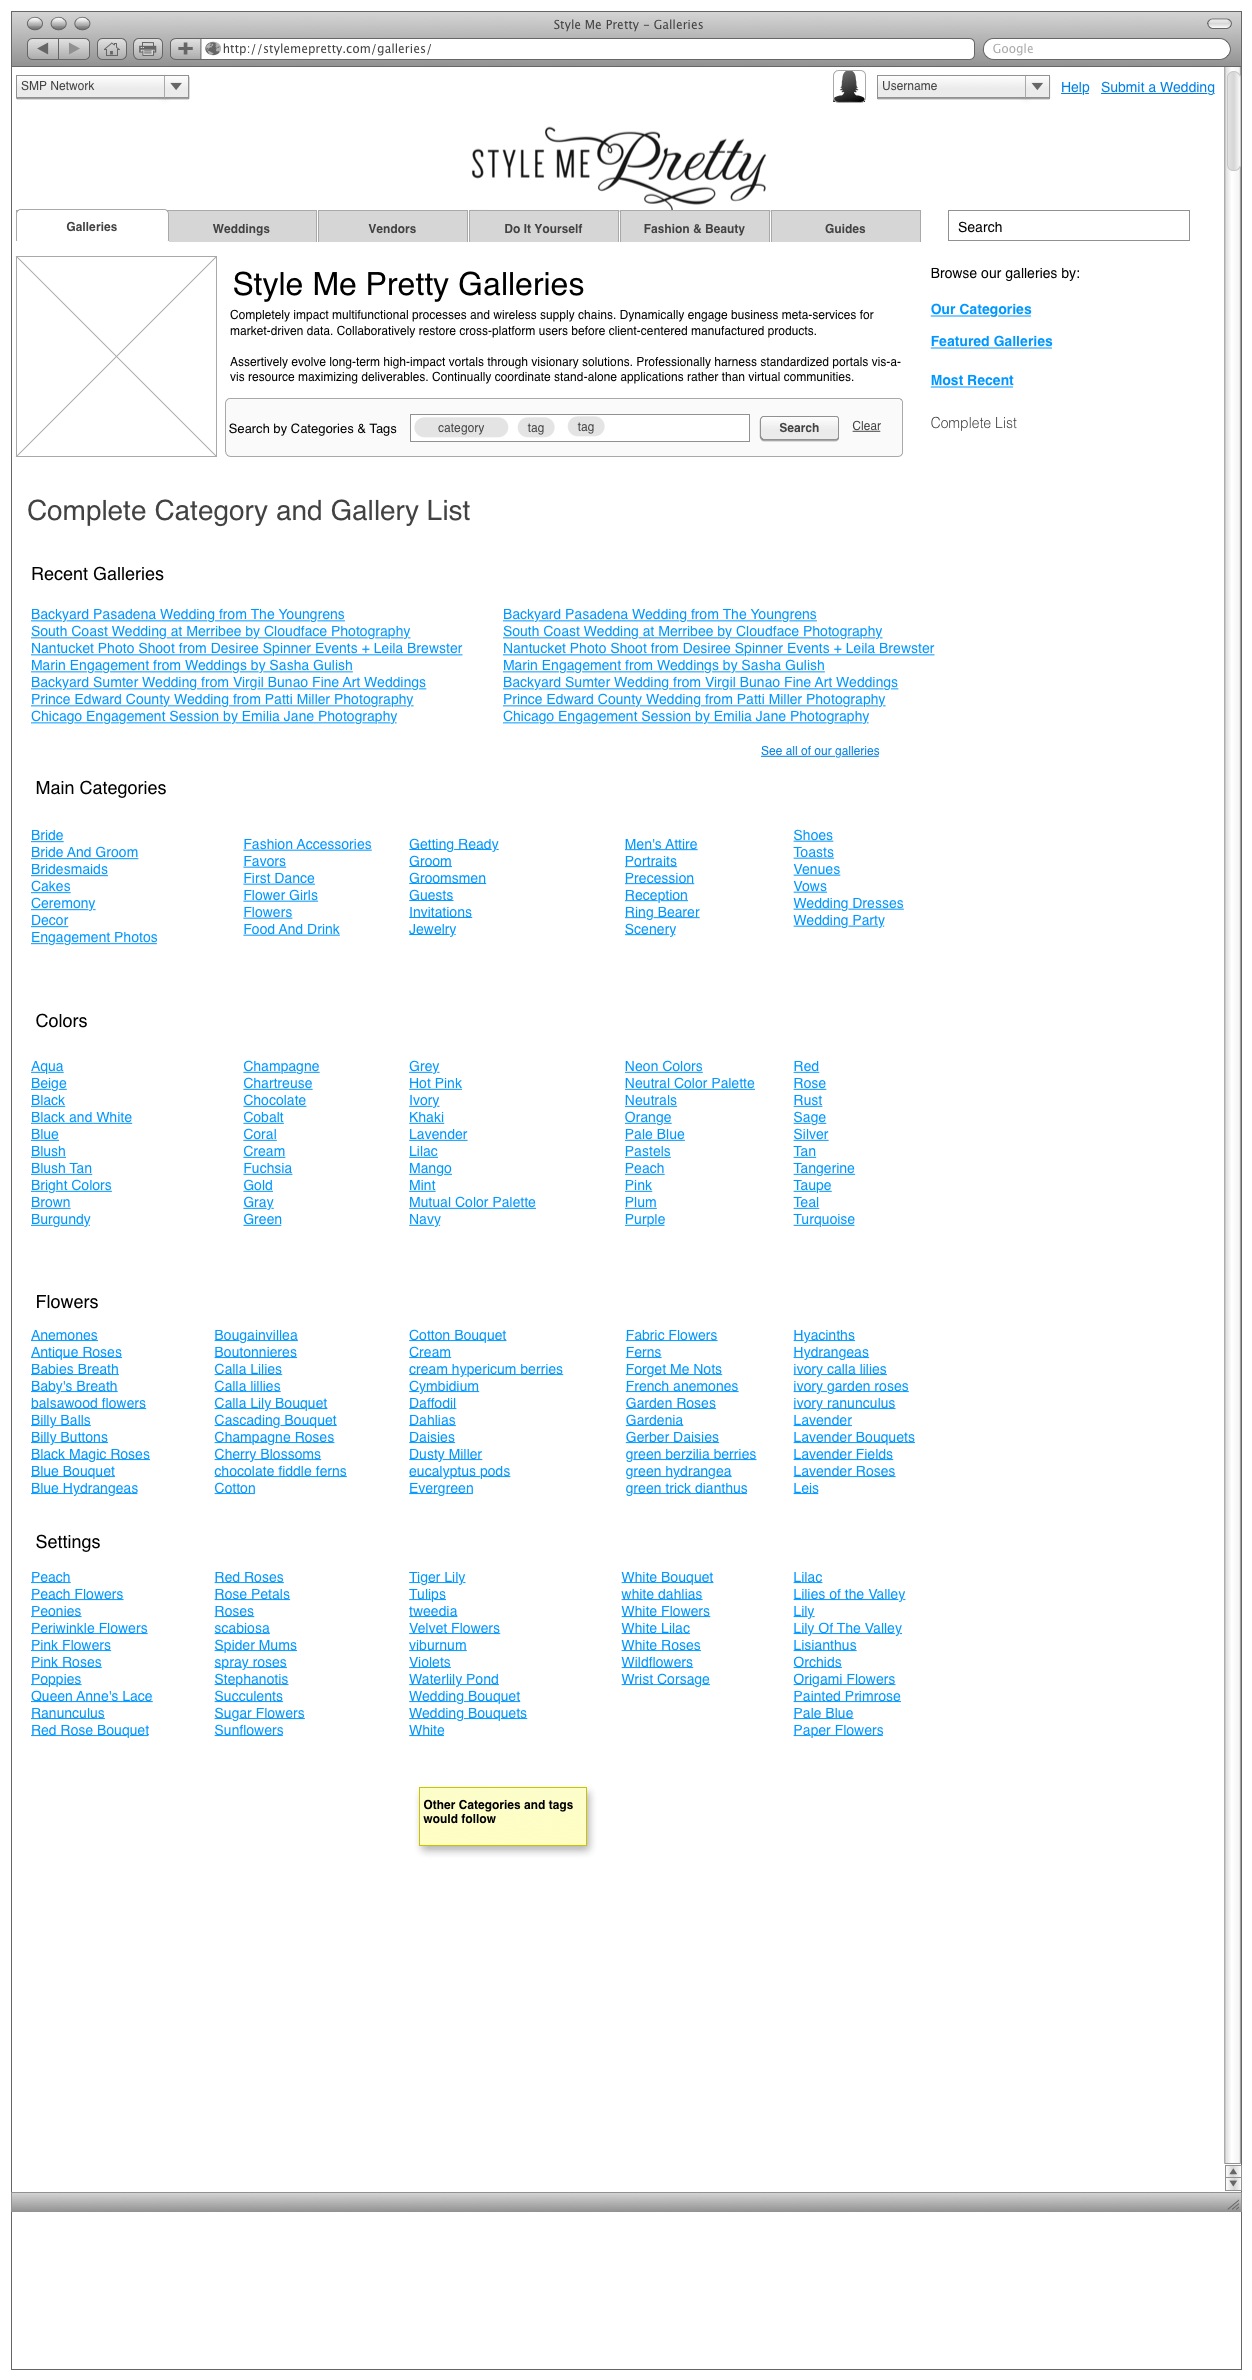 Style Me Pretty – Galleries
http://stylemepretty.com/galleries/
Google
SMP Network
Username
Help
Submit a Wedding
STYLE ME Pretty
Galleries
Weddings
Vendors
Do It Yourself
Fashion & Beauty
Guides
Search
Style Me Pretty Galleries
Completely impact multifunctional processes and wireless supply chains. Dynamically engage business meta-services for
market-driven data. Collaboratively restore cross-platform users before client-centered manufactured products.
Assertively evolve long-term high-impact vortals through visionary solutions. Professionally harness standardized portals vis-a-
vis resource maximizing deliverables. Continually coordinate stand-alone applications rather than virtual communities.
Search by Categories & Tags
category
tag
tag
Search
Clear
Browse our galleries by:
Our Categories
Featured Galleries
Most Recent
Complete List
Complete Category and Gallery List
Recent Galleries
Backyard Pasadena Wedding from The Youngrens
South Coast Wedding at Merribee by Cloudface Photography
Nantucket Photo Shoot from Desiree Spinner Events + Leila Brewster
Marin Engagement from Weddings by Sasha Gulish
Backyard Sumter Wedding from Virgil Bunao Fine Art Weddings
Prince Edward County Wedding from Patti Miller Photography
Chicago Engagement Session by Emilia Jane Photography
Backyard Pasadena Wedding from The Youngrens
South Coast Wedding at Merribee by Cloudface Photography
Nantucket Photo Shoot from Desiree Spinner Events + Leila Brewster
Marin Engagement from Weddings by Sasha Gulish
Backyard Sumter Wedding from Virgil Bunao Fine Art Weddings
Prince Edward County Wedding from Patti Miller Photography
Chicago Engagement Session by Emilia Jane Photography
See all of our galleries
Main Categories
Bride
Bride And Groom
Bridesmaids
Cakes
Ceremony
Decor
Engagement Photos
Fashion Accessories
Favors
First Dance
Flower Girls
Flowers
Food And Drink
Getting Ready
Groom
Groomsmen
Guests
Invitations
Jewelry
Men's Attire
Portraits
Precession
Reception
Ring Bearer
Scenery
Shoes
Toasts
Venues
Vows
Wedding Dresses
Wedding Party
Colors
Aqua
Beige
Black
Black and White
Blue
Blush
Blush Tan
Bright Colors
Brown
Burgundy
Champagne
Chartreuse
Chocolate
Cobalt
Coral
Cream
Fuchsia
Gold
Gray
Green
Grey
Hot Pink
Ivory
Khaki
Lavender
Lilac
Mango
Mint
Mutual Color Palette
Navy
Neon Colors
Neutral Color Palette
Neutrals
Orange
Pale Blue
Pastels
Peach
Pink
Plum
Purple
Red
Rose
Rust
Sage
Silver
Tan
Tangerine
Taupe
Teal
Turquoise
Flowers
Anemones
Antique Roses
Babies Breath
Baby's Breath
balsawood flowers
Billy Balls
Billy Buttons
Black Magic Roses
Blue Bouquet
Blue Hydrangeas
Bougainvillea
Boutonnieres
Calla Lilies
Calla lillies
Calla Lily Bouquet
Cascading Bouquet
Champagne Roses
Cherry Blossoms
chocolate fiddle ferns
Cotton
Cotton Bouquet
Cream
cream hypericum berries
Cymbidium
Daffodil
Dahlias
Daisies
Dusty Miller
eucalyptus pods
Evergreen
Fabric Flowers
Ferns
Forget Me Nots
French anemones
Garden Roses
Gardenia
Gerber Daisies
green berzilia berries
green hydrangea
green trick dianthus
Hyacinths
Hydrangeas
ivory calla lilies
ivory garden roses
ivory ranunculus
Lavender
Lavender Bouquets
Lavender Fields
Lavender Roses
Leis
Settings
Peach
Peach Flowers
Peonies
Periwinkle Flowers
Pink Flowers
Pink Roses
Poppies
Queen Anne's Lace
Ranunculus
Red Rose Bouquet
Red Roses
Rose Petals
Roses
scabiosa
Spider Mums
spray roses
Stephanotis
Succulents
Sugar Flowers
Sunflowers
Tiger Lily
Tulips
tweedia
Velvet Flowers
viburnum
Violets
Waterlily Pond
Wedding Bouquet
Wedding Bouquets
White
White Bouquet
white dahlias
White Flowers
White Lilac
White Roses
Wildflowers
Wrist Corsage
Lilac
Lilies of the Valley
Lily
Lily Of The Valley
Lisianthus
Orchids
Origami Flowers
Painted Primrose
Pale Blue
Paper Flowers
Other Categories and tags
would follow